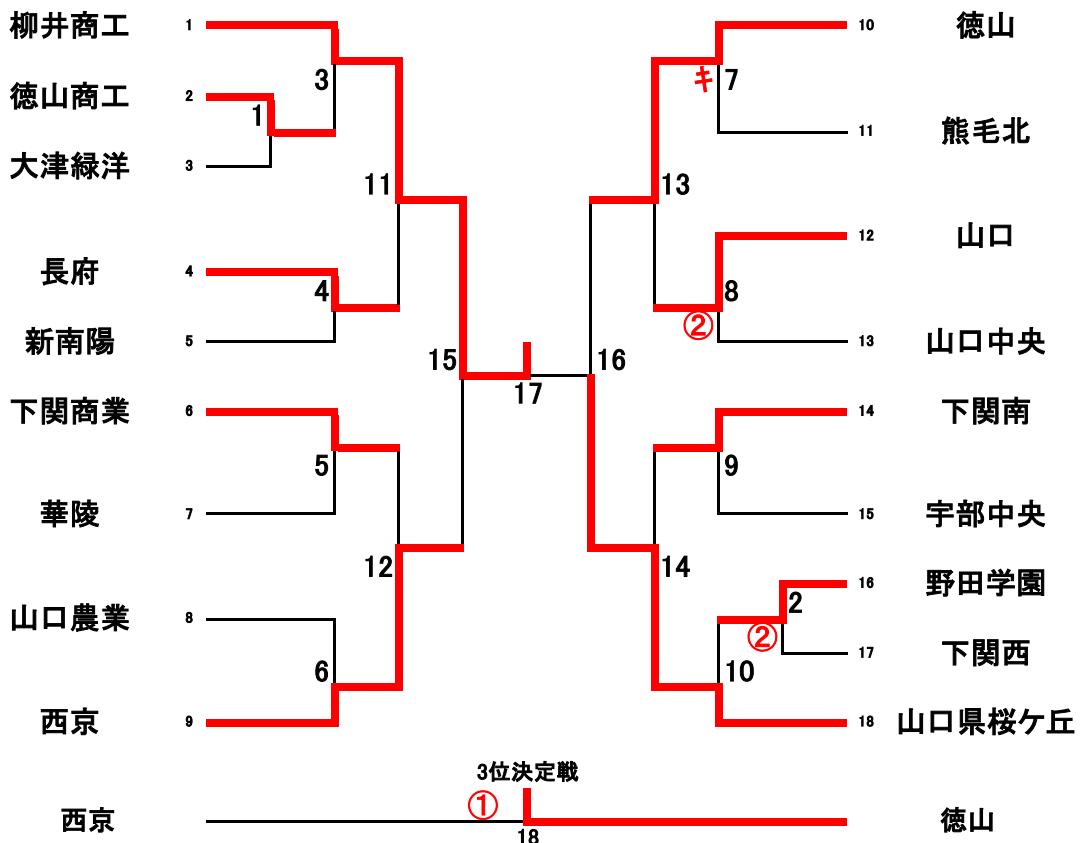 柳井商工 1
徳山商工 2
大津緑洋 3
長府 4
新南陽 5
下関商業 6
華陵 7
山口農業 8
西京 9
1
3
4
5
6
11
12
15
17
16
13
14
キ 7
8
②
9
2
②
10
10 徳山
11 熊毛北
12 山口
13 山口中央
14 下関南
15 宇部中央
16 野田学園
17 下関西
18 山口県桜ケ丘
3位決定戦
西京 ① 18 徳山